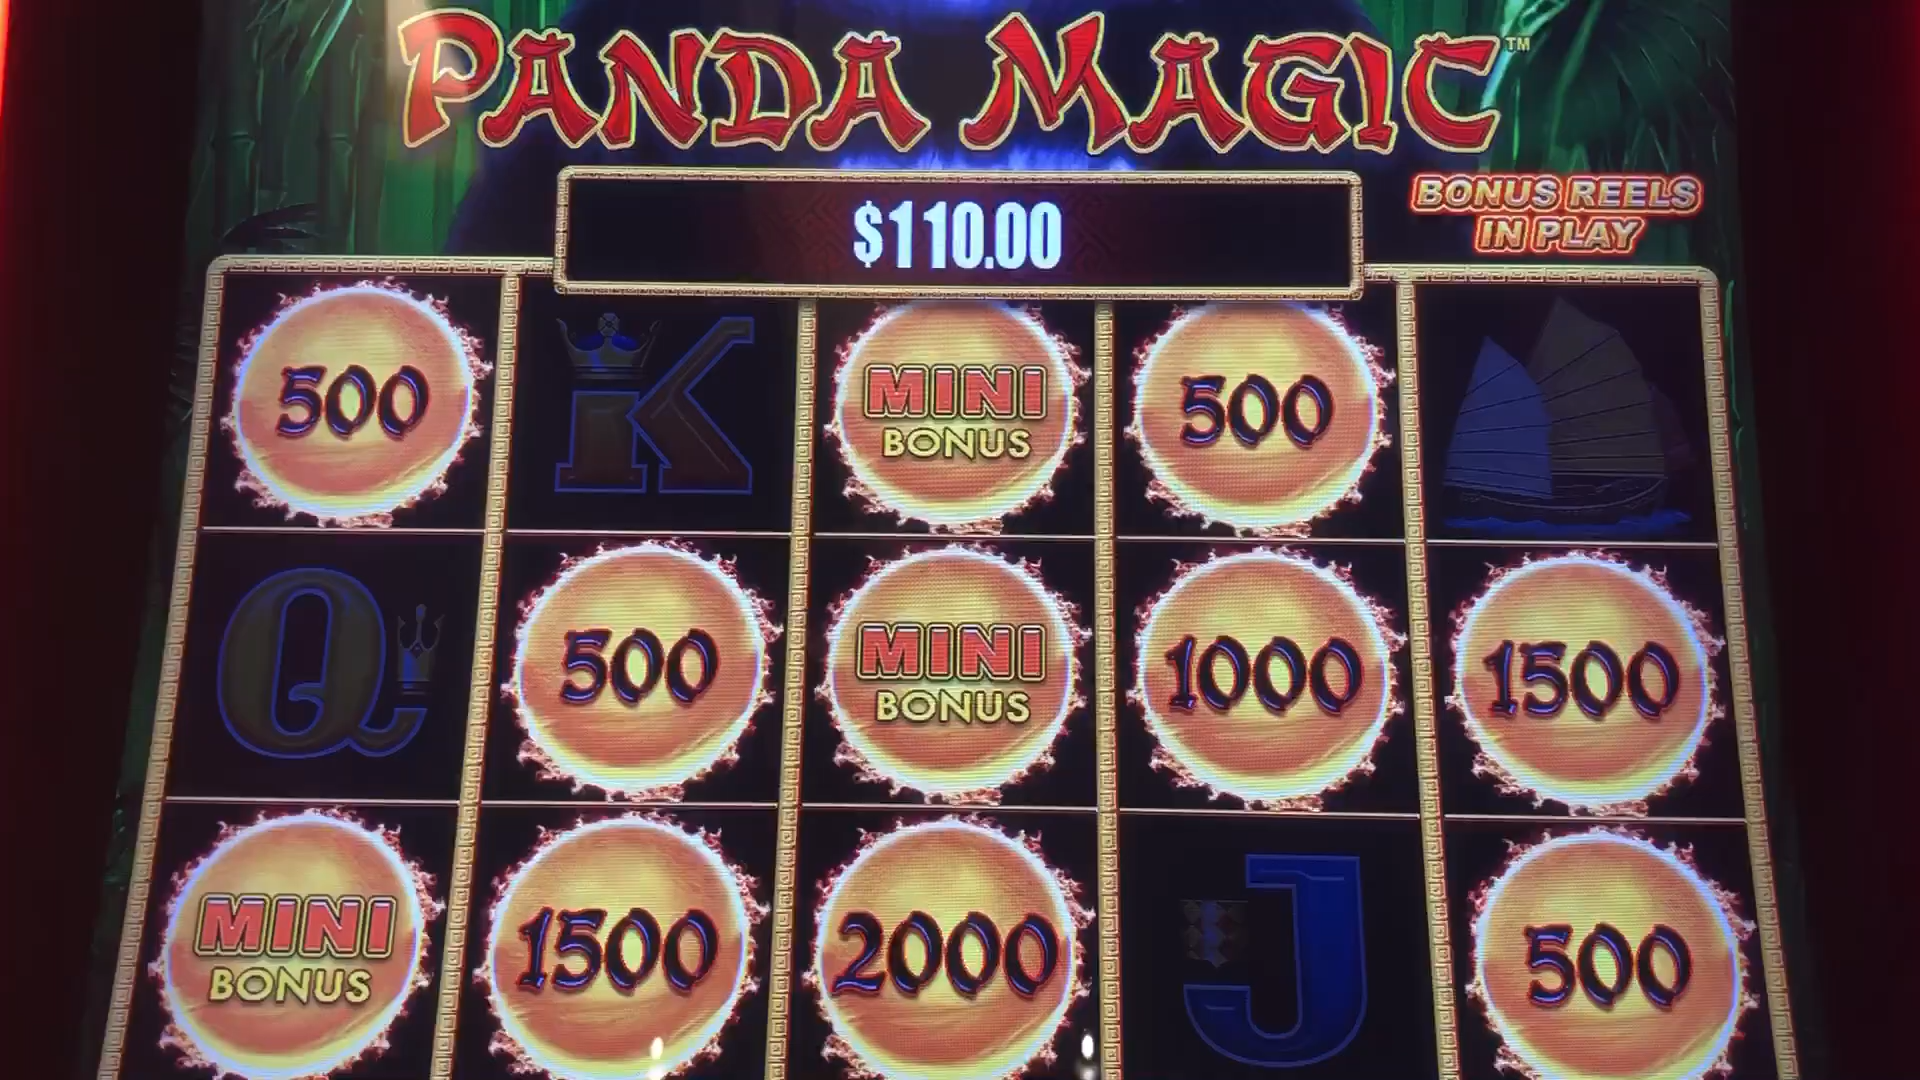 PANDA MAGIC™
$110.00
BONUS REELS
IN PLAY
500
K
MINI
BONUS
500
Q
500
MINI
BONUS
1000
1500
MINI
BONUS
1500
2000
J
500